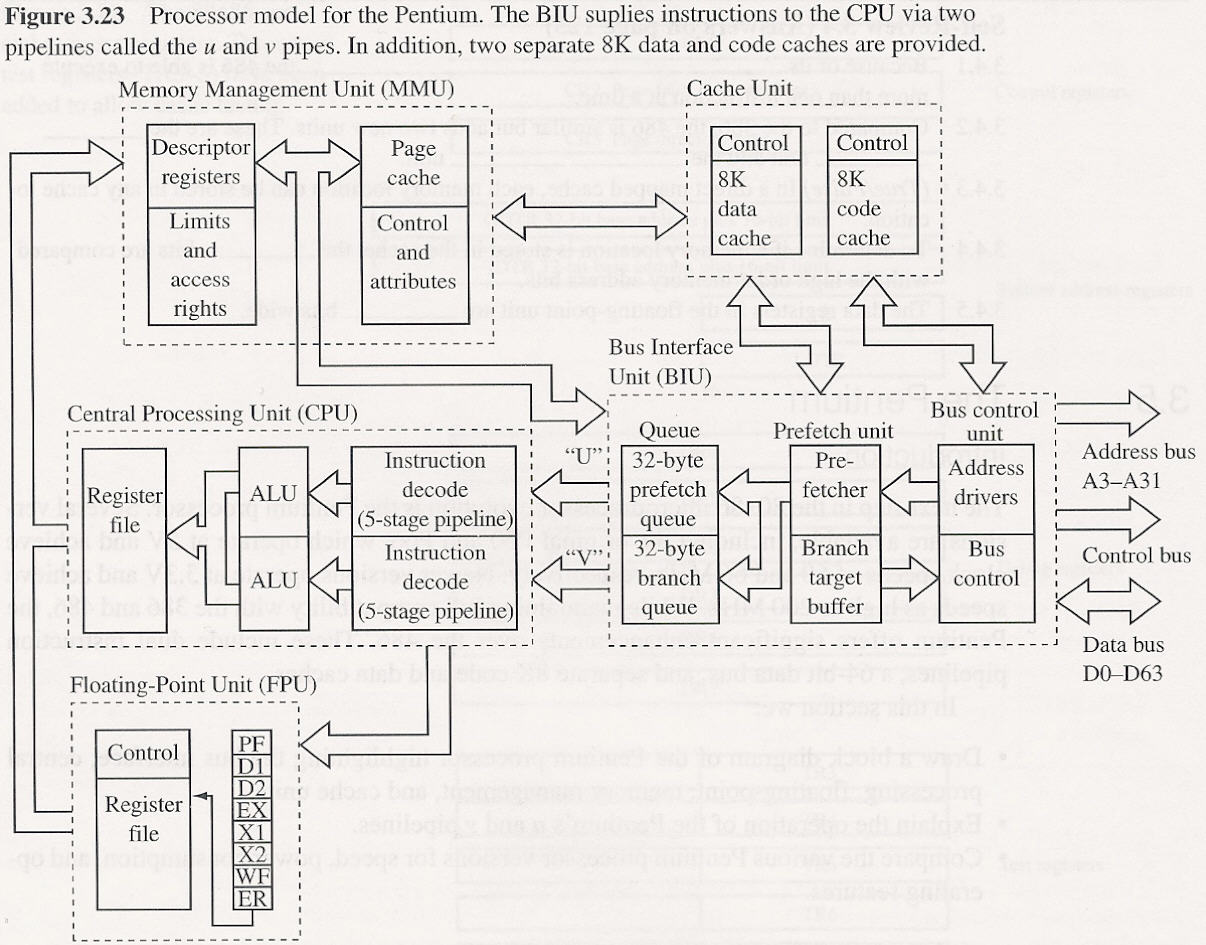 Figure 3.23 Processor model for the Pentium. The BIU suplies instructions to the CPU via two
pipelines called the u and v pipes. In addition, two separate 8K data and code caches are provided.
Memory Management Unit (MMU)
Descriptor
registers
Limits
and
access
rights
Page
cache
Control
and
attributes
Cache Unit
Control
8K
data
cache
Control
8K
code
cache
Bus Interface
Unit (BIU)
Central Processing Unit (CPU)
Register
file
ALU
ALU
Instruction
decode
(5-stage pipeline)
Instruction
decode
(5-stage pipeline)
“U”
“V”
Queue
32-byte
prefetch
queue
32-byte
branch
queue
Prefetch unit
Pre-
fetcher
Branch
target
buffer
Bus control
unit
Address
drivers
Bus
control
Address bus
A3–A31
Control bus
Data bus
D0–D63
Floating-Point Unit (FPU)
Control
Register
file
PF
D1
D2
EX
X1
X2
WF
ER